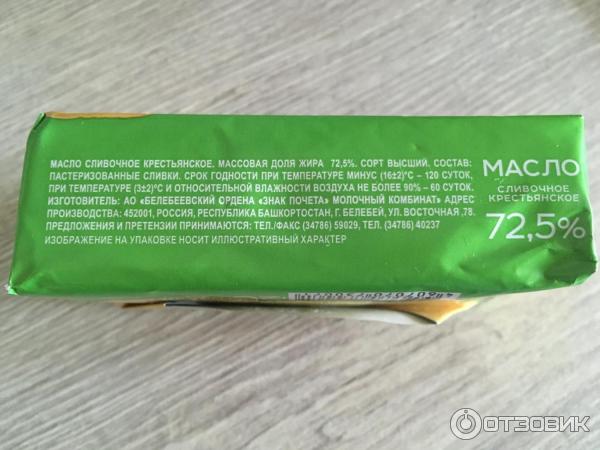 МАСЛО СЛИВОЧНОЕ КРЕСТЬЯНСКОЕ. МАССОВАЯ ДОЛЯ ЖИРА 72,5%. СОРТ ВЫСШИЙ. СОСТАВ:
ПАСТЕРИЗОВАННЫЕ СЛИВКИ. СРОК ГОДНОСТИ ПРИ ТЕМПЕРАТУРЕ МИНУС (16±2)°С – 120 СУТОК,
ПРИ ТЕМПЕРАТУРЕ (3±2)°С И ОТНОСИТЕЛЬНОЙ ВЛАЖНОСТИ ВОЗДУХА НЕ БОЛЕЕ 90% – 60 СУТОК.
ИЗГОТОВИТЕЛЬ: АО «БЕЛЕБЕЕВСКИЙ ОРДЕНА «ЗНАК ПОЧЕТА» МОЛОЧНЫЙ КОМБИНАТ» АДРЕС
ПРОИЗВОДСТВА: 452001, РОССИЯ, РЕСПУБЛИКА БАШКОРТОСТАН, Г. БЕЛЕБЕЙ, УЛ. ВОСТОЧНАЯ ,78.
ПРЕДЛОЖЕНИЯ И ПРЕТЕНЗИИ ПРИНИМАЮТСЯ: ТЕЛ./ФАКС (34786) 59029, ТЕЛ. (34786) 40237
ИЗОБРАЖЕНИЕ НА УПАКОВКЕ НОСИТ ИЛЛЮСТРАТИВНЫЙ ХАРАКТЕР
МАСЛО
СЛИВОЧНОЕ
КРЕСТЬЯНСКОЕ
72,5%
ОТЗОВИК